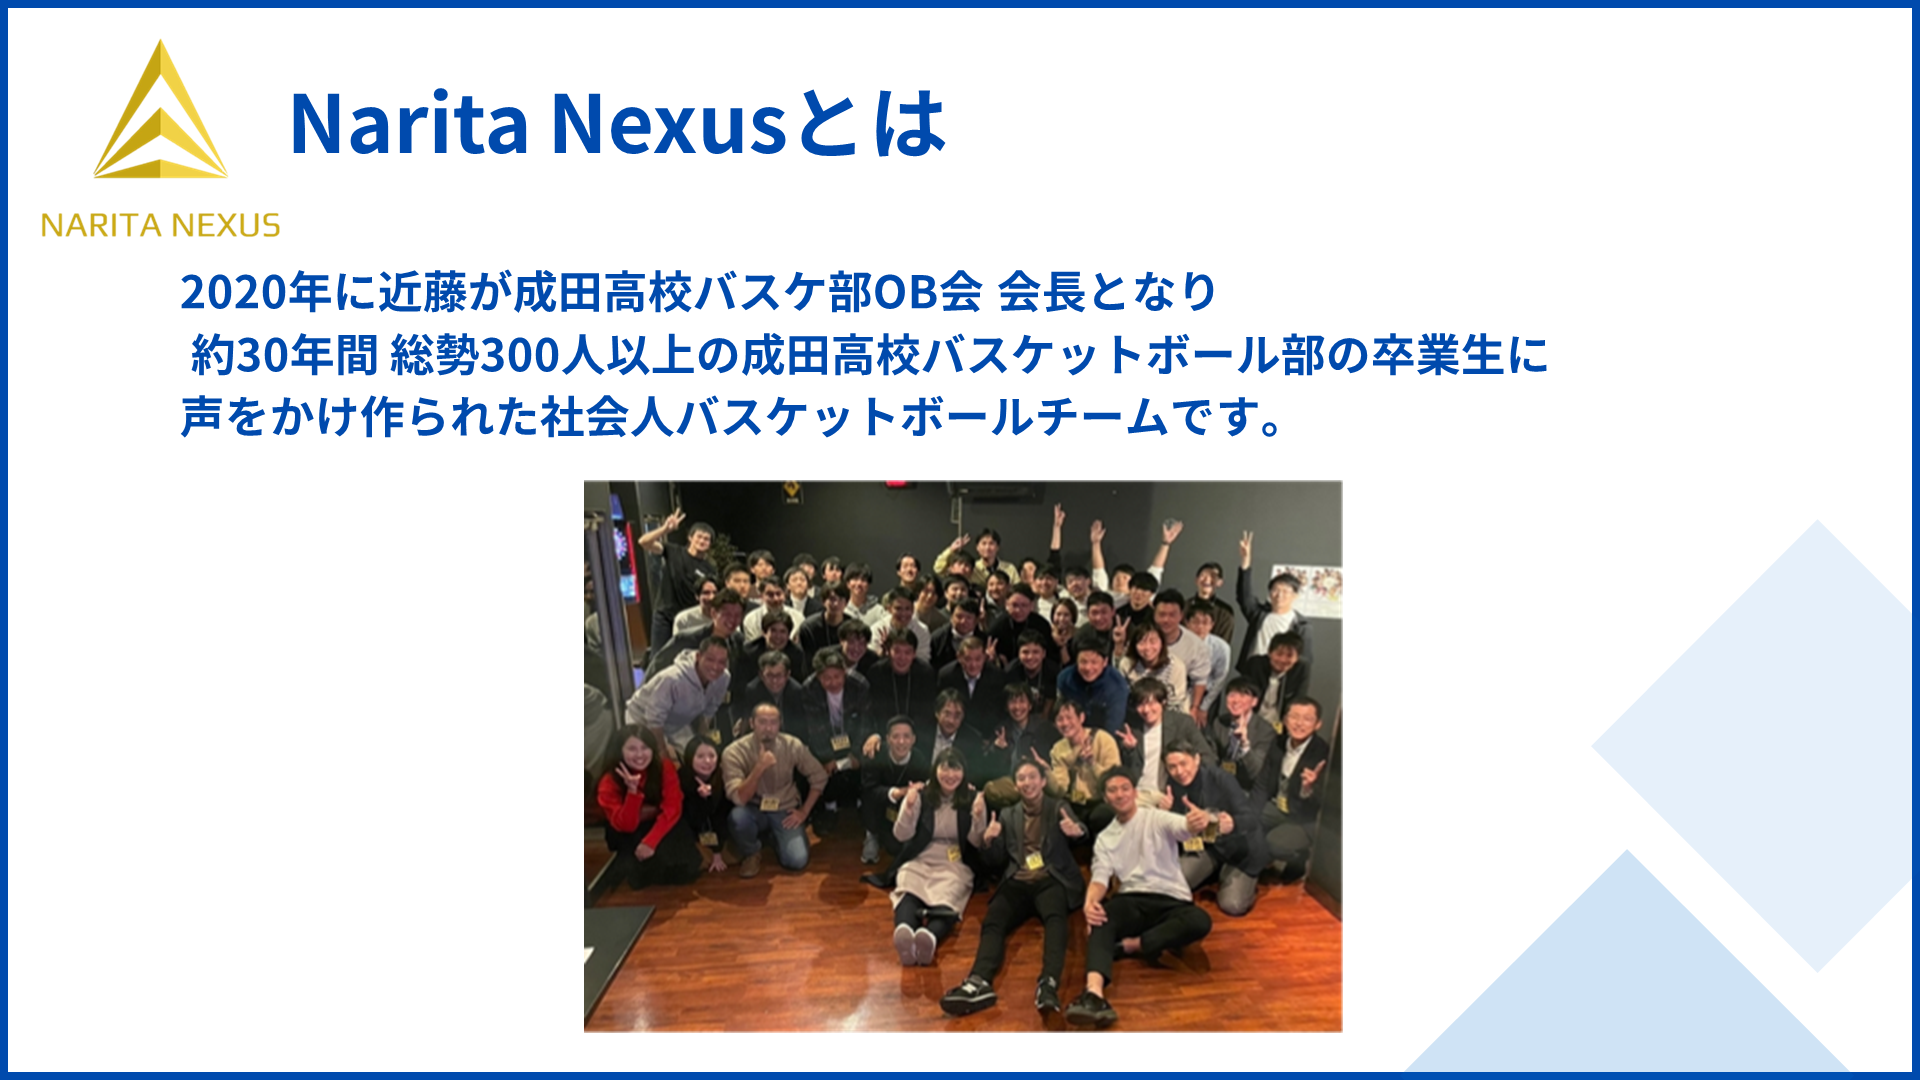 Narita Nexusとは
NARITA NEXUS
2020年に近藤が成田高校バスケ部OB会 会長となり
約30年間 総勢300人以上の成田高校バスケットボール部の卒業生に
声をかけ作られた社会人バスケットボールチームです。